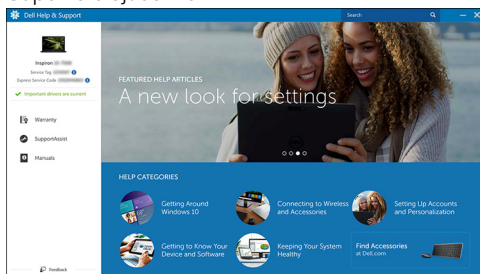 Dell Help & Support
Search
Inspiron
Service Tag
Express Service Code
Important drivers are current
Warranty
SupportAssist
Manuals
Feedback
FEATURED HELP ARTICLES
A new look for settings
HELP CATEGORIES
Getting Around
Windows 10
Connecting to Wireless
and Accessories
Setting Up Accounts
and Personalization
Getting to Know Your
Device and Software
Keeping Your System
Healthy
Find Accessories
at Dell.com